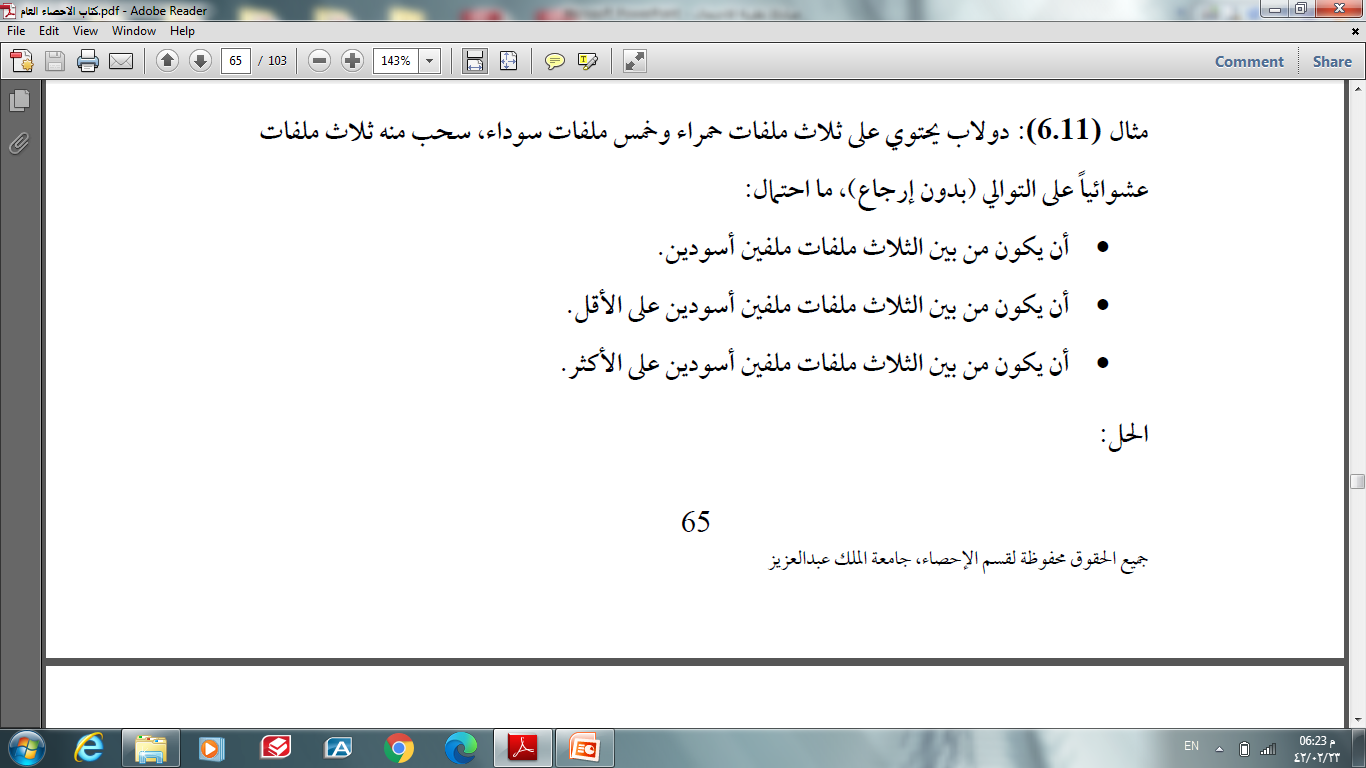 كتاب الاحصاء العام.pdf - Adobe Reader
File Edit View Window Help
65 / 103 143% Comment Share
مثال (6.11): دولاب يحتوي على ثلاث ملفات حمراء وخمس ملفات سوداء، سحب منه ثلاث ملفات
عشوائياً على التوالي (بدون إرجاع)، ما احتمال:
• أن يكون من بين الثلاث ملفات ملفين أسودين.
• أن يكون من بين الثلاث ملفات ملفين أسودين على الأقل.
• أن يكون من بين الثلاث ملفات ملفين أسودين على الأكثر.
الحل:
65
جميع الحقوق محفوظة لقسم الإحصاء، جامعة الملك عبدالعزيز
EN 06:23 م
٤٢/٠٢/٢٣